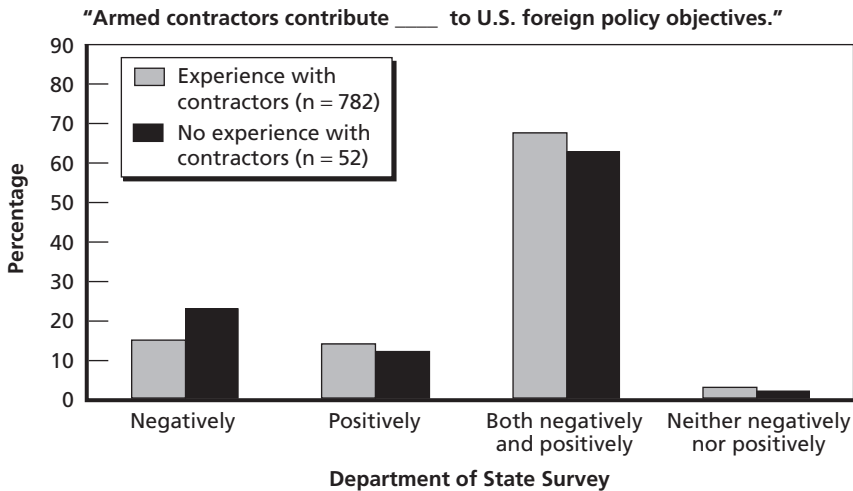 “Armed contractors contribute ____ to U.S. foreign policy objectives.”
90
80
70
60
50
40
30
20
10
0
Percentage
Experience with
contractors (n = 782)
No experience with
contractors (n = 52)
Negatively
Positively
Both negatively
and positively
Neither negatively
nor positively
Department of State Survey